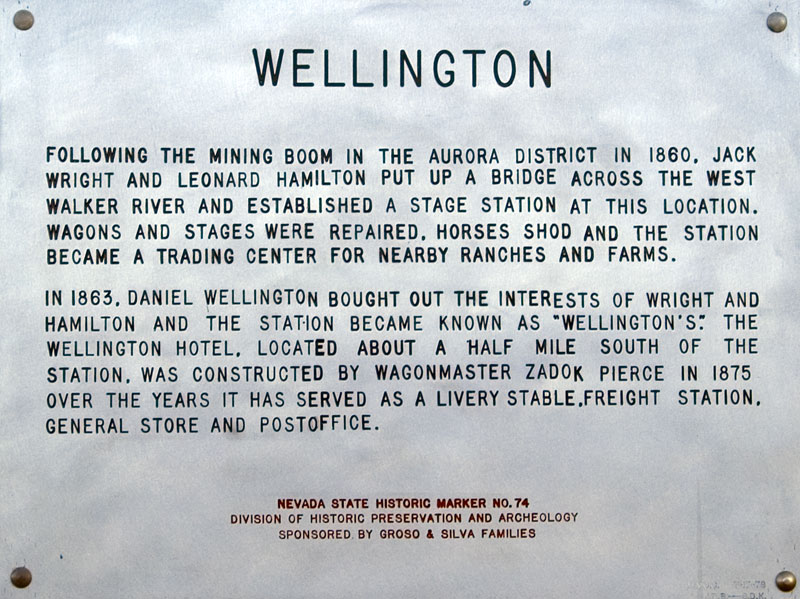 WELLINGTON
FOLLOWING THE MINING BOOM IN THE AURORA DISTRICT IN 1860, JACK
WRIGHT AND LEONARD HAMILTON PUT UP A BRIDGE ACROSS THE WEST
WALKER RIVER AND ESTABLISHED A STAGE STATION AT THIS LOCATION.
WAGONS AND STAGES WERE REPAIRED, HORSES SHOD AND THE STATION
BECAME A TRADING CENTER FOR NEARBY RANCHES AND FARMS.
IN 1863, DANIEL WELLINGTON BOUGHT OUT THE INTERESTS OF WRIGHT AND
HAMILTON AND THE STATION BECAME KNOWN AS "WELLINGTON'S." THE
WELLINGTON HOTEL, LOCATED ABOUT A HALF MILE SOUTH OF THE
STATION, WAS CONSTRUCTED BY WAGONMASTER ZADOK PIERCE IN 1875
OVER THE YEARS IT HAS SERVED AS A LIVERY STABLE,FREIGHT STATION,
GENERAL STORE AND POSTOFFICE.
NEVADA STATE HISTORIC MARKER NO. 74
DIVISION OF HISTORIC PRESERVATION AND ARCHEOLOGY
SPONSORED BY GROSO & SILVA FAMILIES